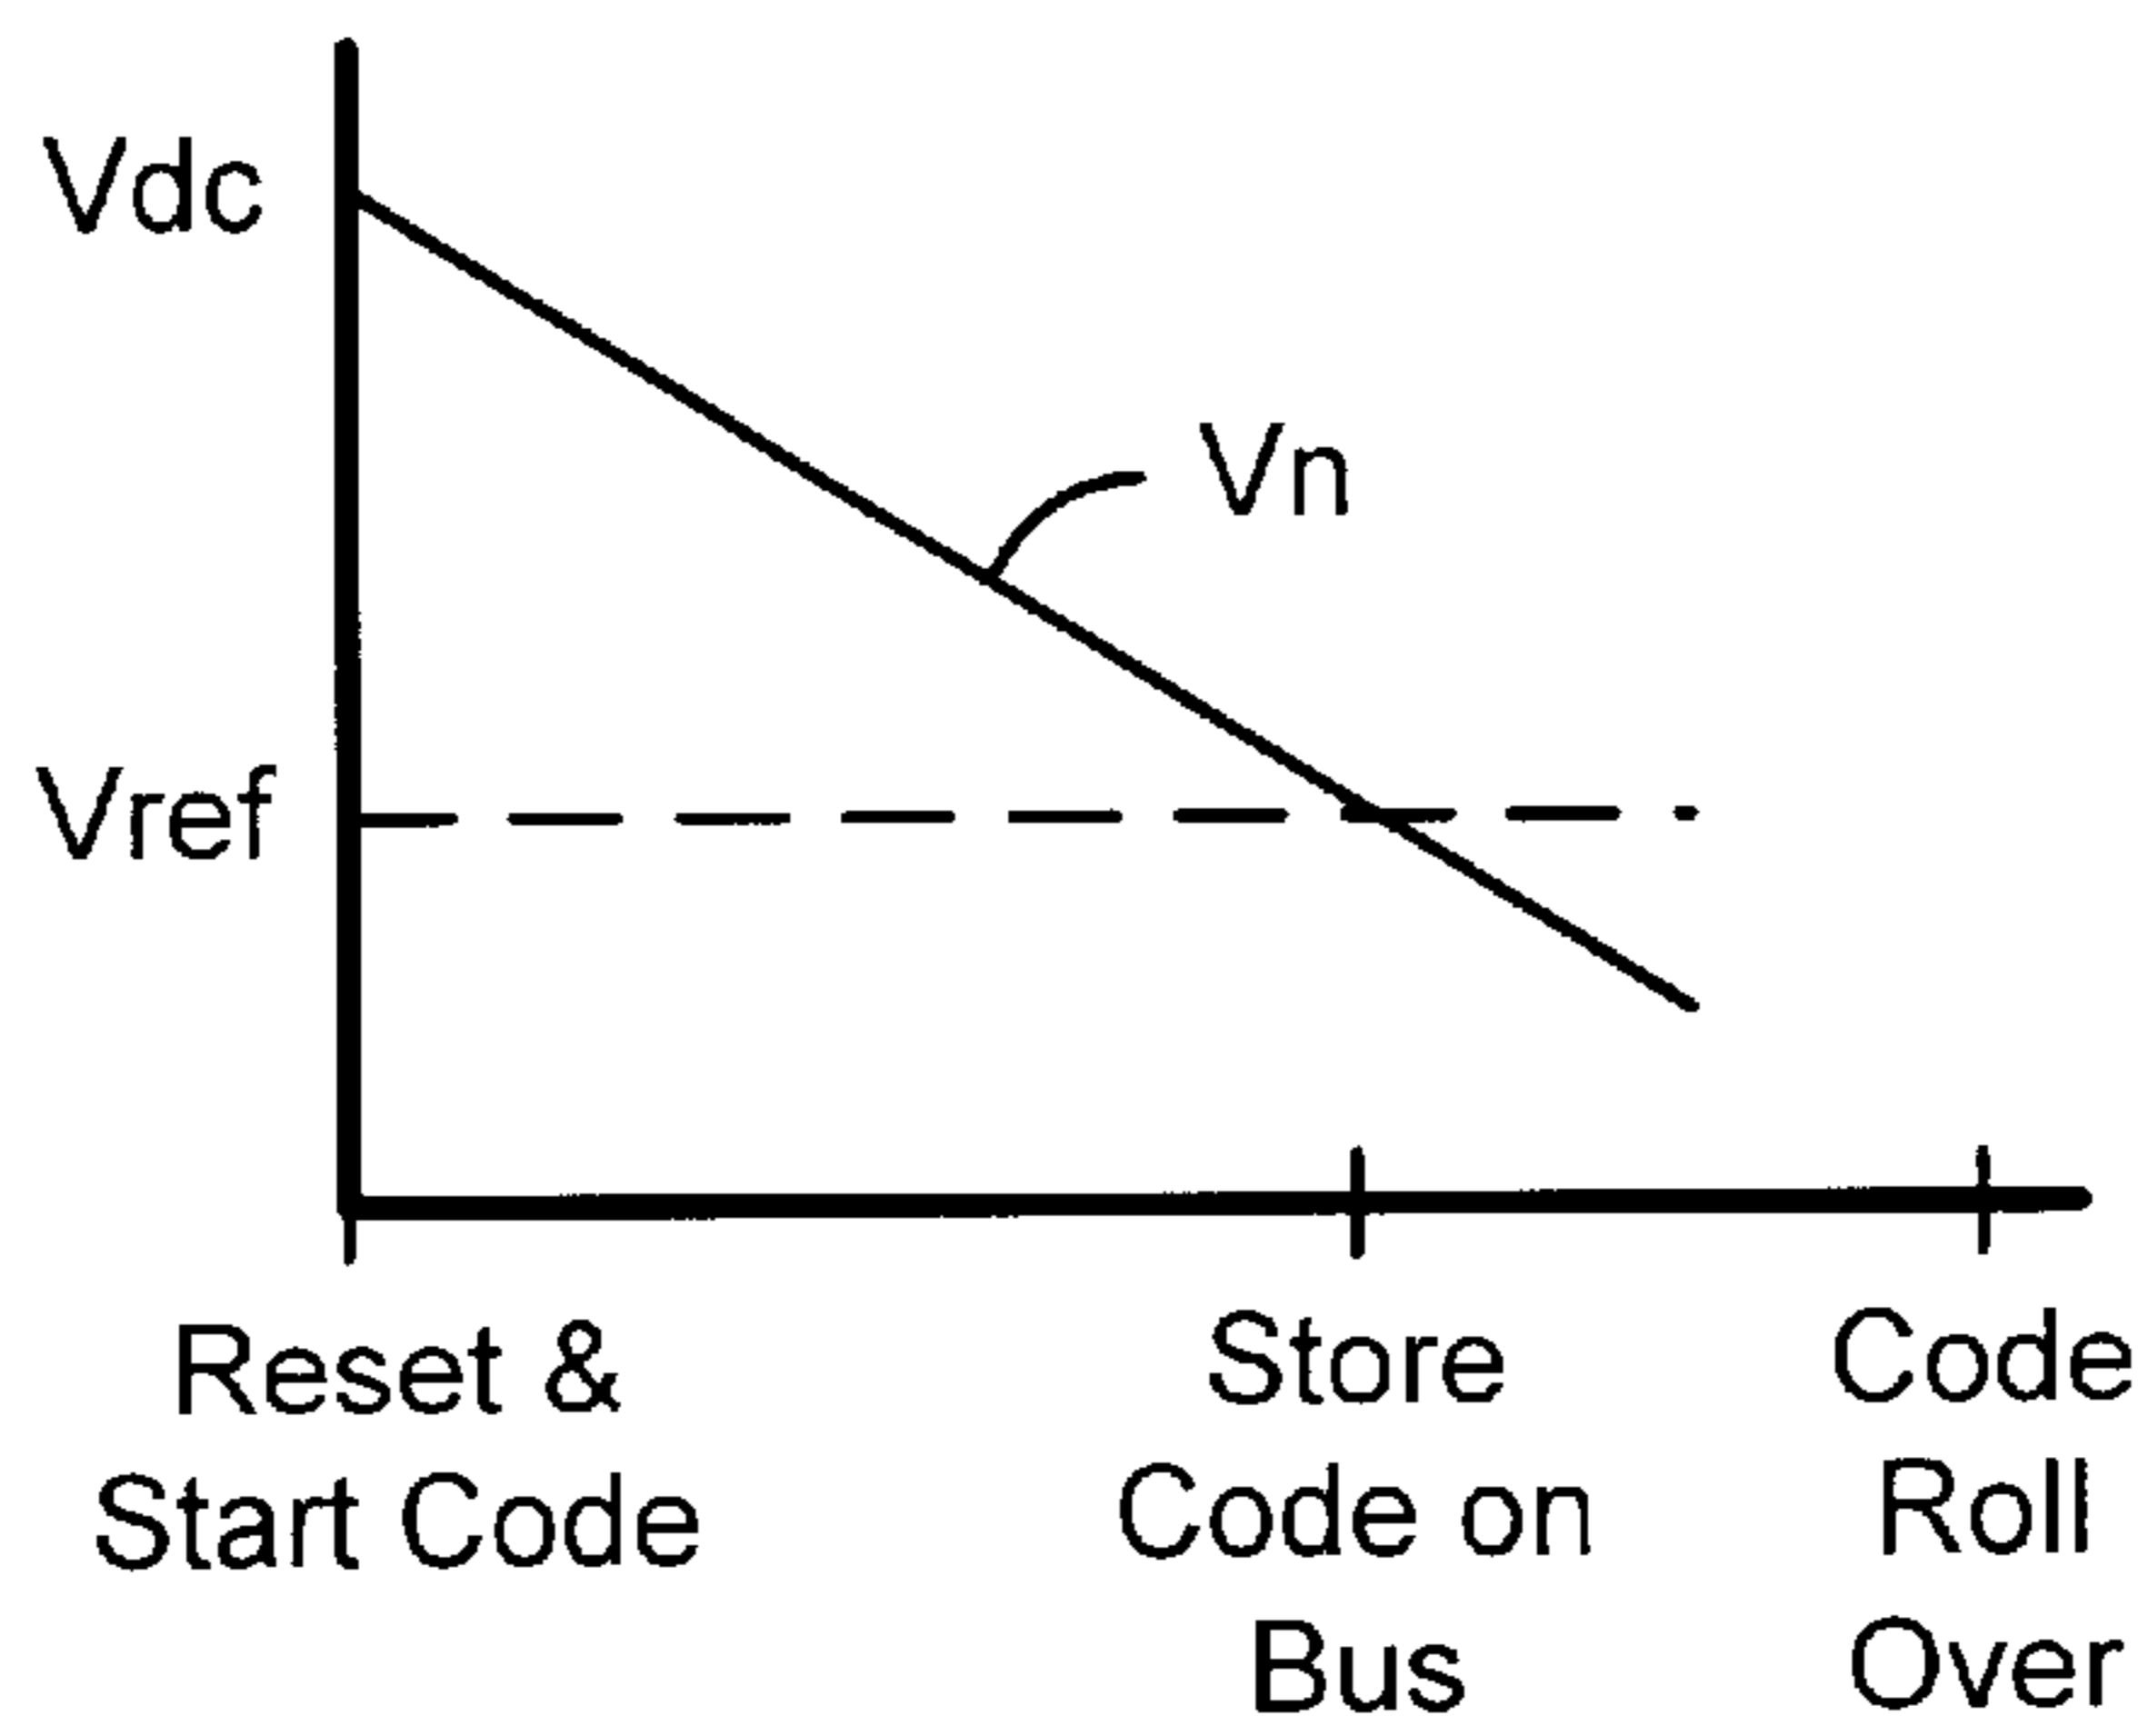 Vdc
Vn
Vref
Reset &
Start Code
Store
Code on
Bus
Code
Roll
Over